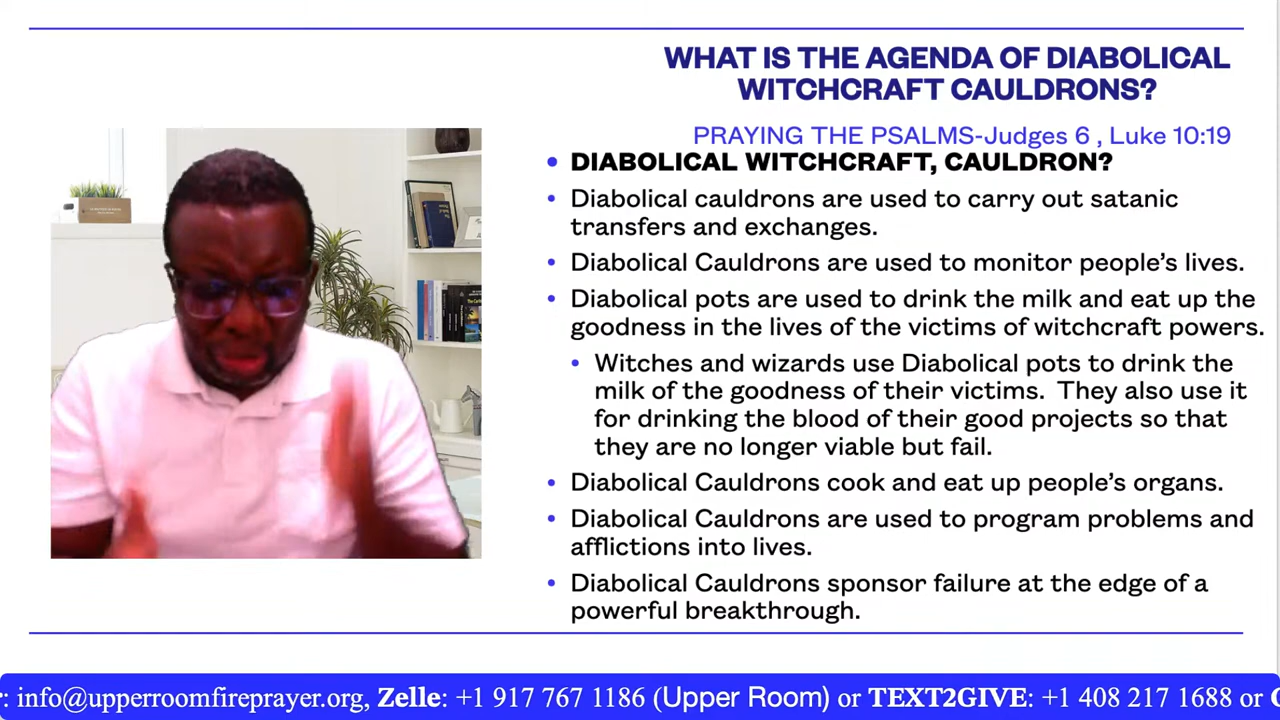 WHAT IS THE AGENDA OF DIABOLICAL
WITCHCRAFT CAULDRONS?
PRAYING THE PSALMS-Judges 6 , Luke 10:19
• DIABOLICAL WITCHCRAFT, CAULDRON?
• Diabolical cauldrons are used to carry out satanic
transfers and exchanges.
• Diabolical Cauldrons are used to monitor people’s lives.
• Diabolical pots are used to drink the milk and eat up the
goodness in the lives of the victims of witchcraft powers.
• Witches and wizards use Diabolical pots to drink the
milk of the goodness of their victims. They also use it
for drinking the blood of their good projects so that
they are no longer viable but fail.
• Diabolical Cauldrons cook and eat up people’s organs.
• Diabolical Cauldrons are used to program problems and
afflictions into lives.
• Diabolical Cauldrons sponsor failure at the edge of a
powerful breakthrough.
: info@upperroomfireprayer.org, Zelle: +1 917 767 1186 (Upper Room) or TEXT2GIVE: +1 408 217 1688 or